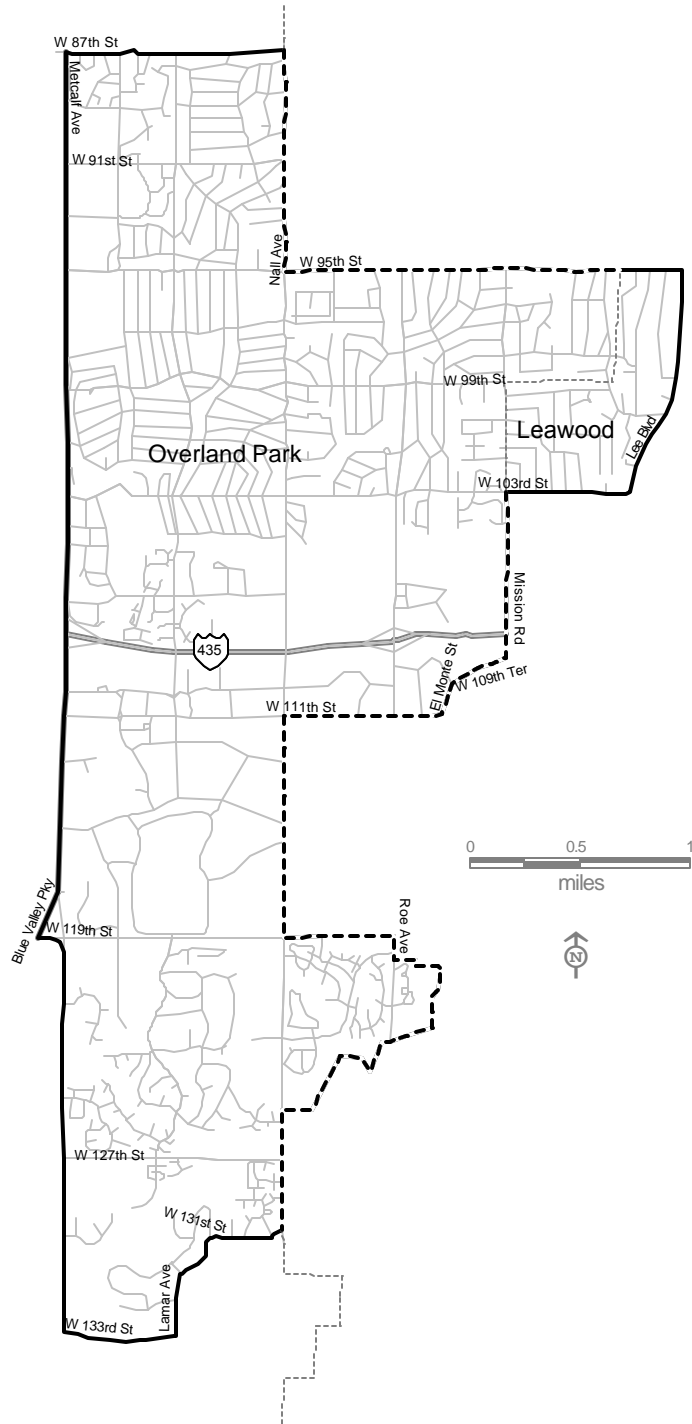 W 87th St
Metcalf Ave
W 91st St
Nall Ave
W 95th St
W 99th St
Leawood
Overland Park
Lee Blvd
W 103rd St
Mission Rd
435
El Monte St
W 109th Ter
W 111th St
0 0.5 1
miles
Blue Valley Pky
W 119th St
Roe Ave
N
W 127th St
W 131st St
Lamar Ave
W 133rd St